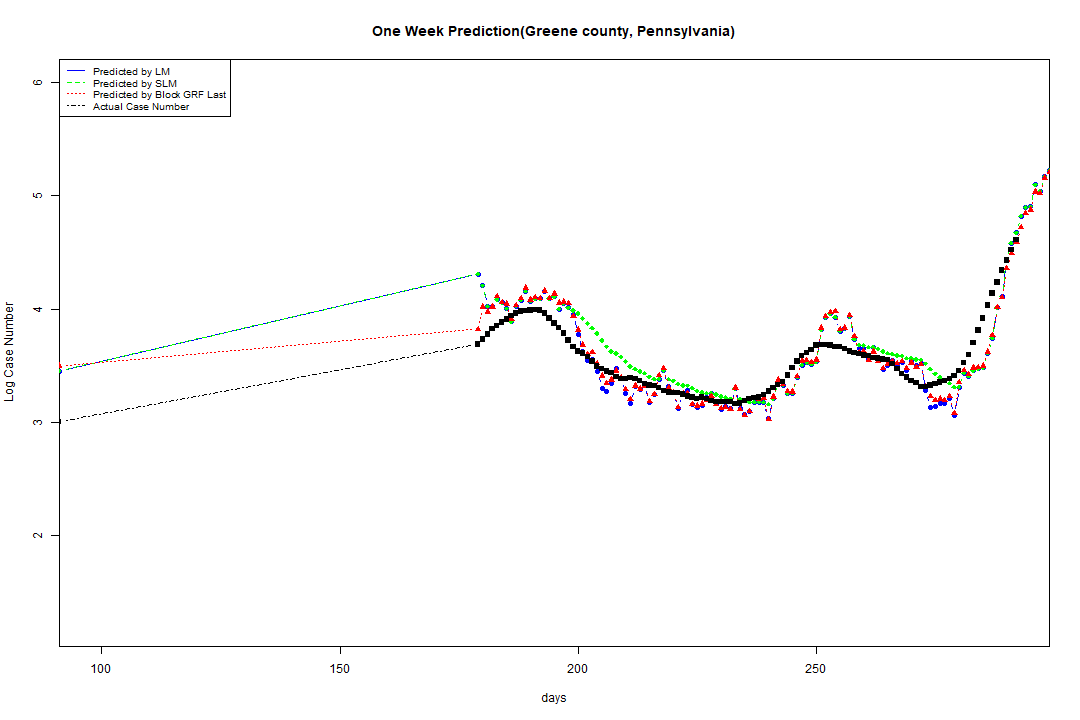 One Week Prediction(Greene county, Pennsylvania)
Predicted by LM
Predicted by SLM
Predicted by Block GRF Last
Actual Case Number
6
5
4
3
2
Log Case Number
100 150 200 250
days